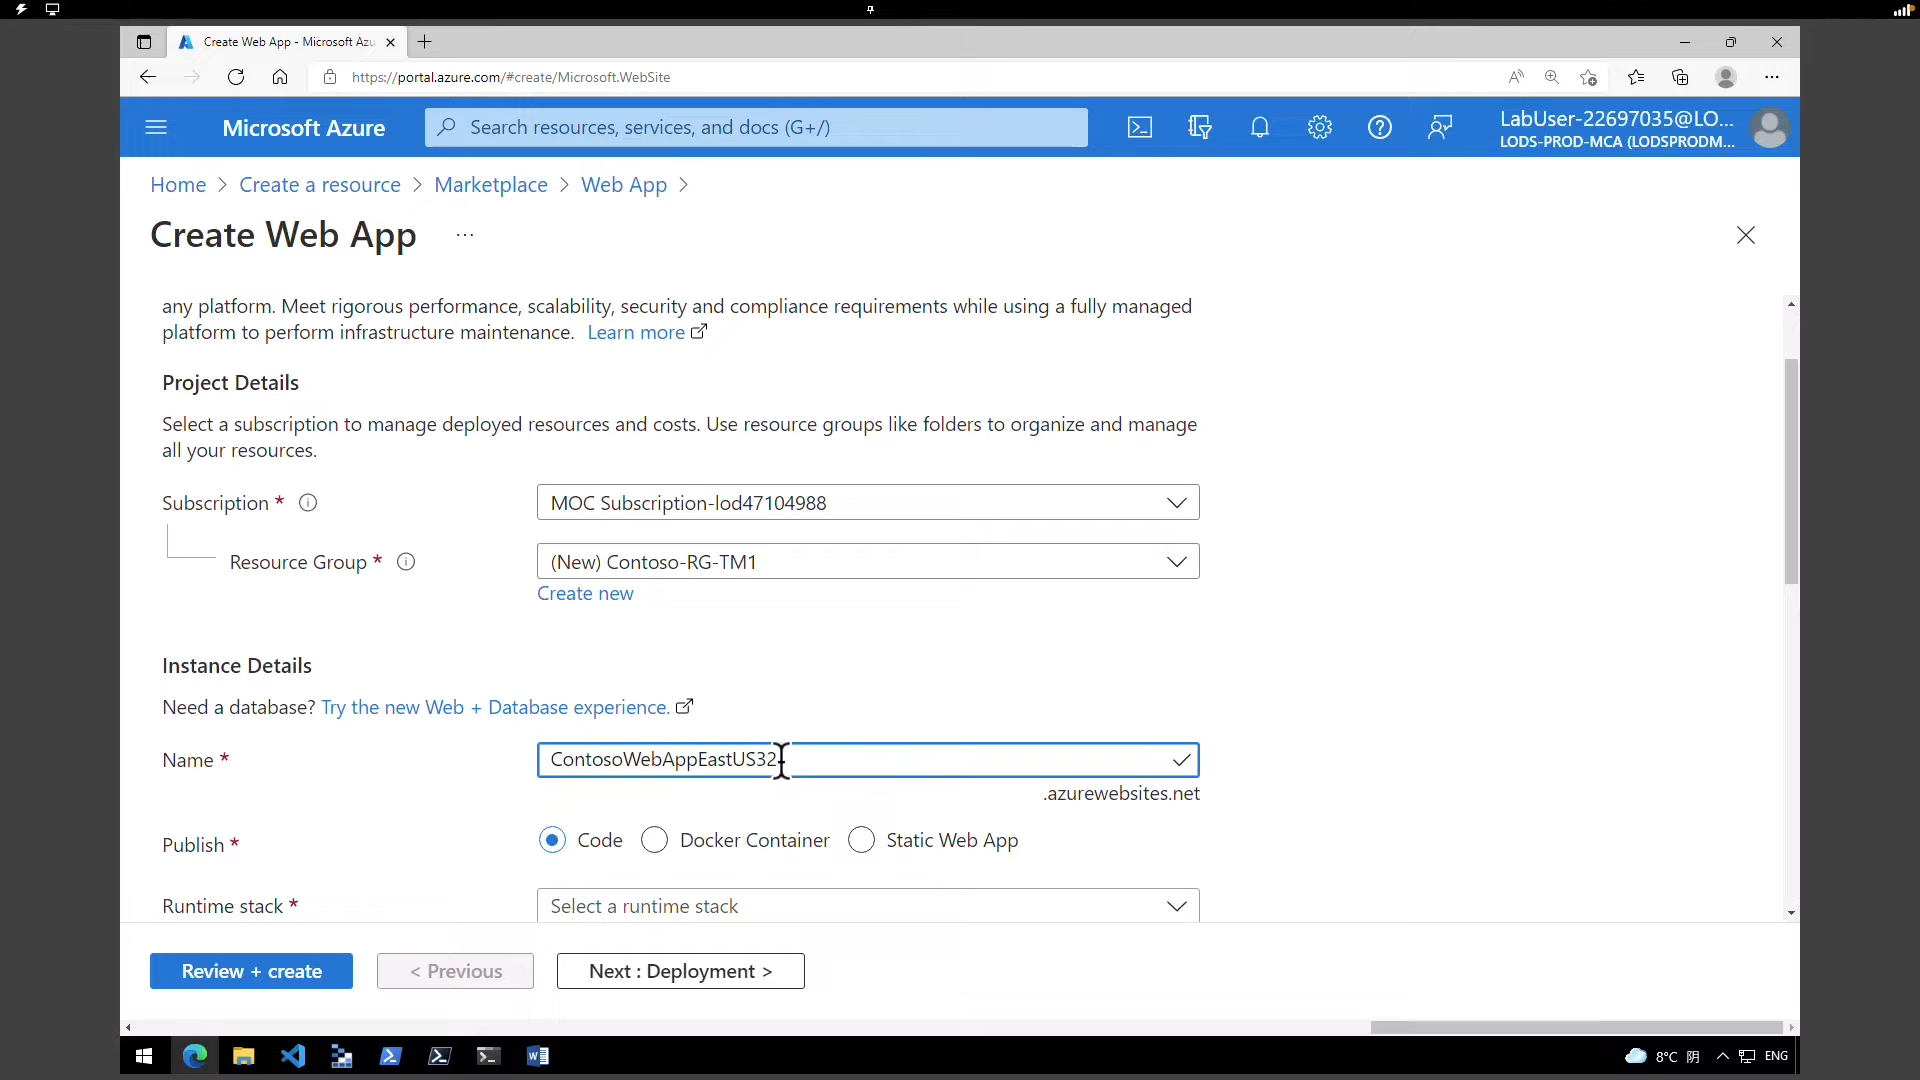 Create Web App - Microsoft Azu
https://portal.azure.com/#create/Microsoft.WebSite
Microsoft Azure
Search resources, services, and docs (G+/)
LabUser-22697035@LO...
LODS-PROD-MCA (LODSPRODM...
Home > Create a resource > Marketplace > Web App >
Create Web App ...
any platform. Meet rigorous performance, scalability, security and compliance requirements while using a fully managed
platform to perform infrastructure maintenance. Learn more
Project Details
Select a subscription to manage deployed resources and costs. Use resource groups like folders to organize and manage
all your resources.
Subscription *
MOC Subscription-lod47104988
Resource Group *
(New) Contoso-RG-TM1
Create new
Instance Details
Need a database? Try the new Web + Database experience.
Name *
ContosoWebAppEastUS32
.azurewebsites.net
Publish *
Code
Docker Container
Static Web App
Runtime stack *
Select a runtime stack
Review + create
< Previous
Next : Deployment >
8°C 阴
ENG